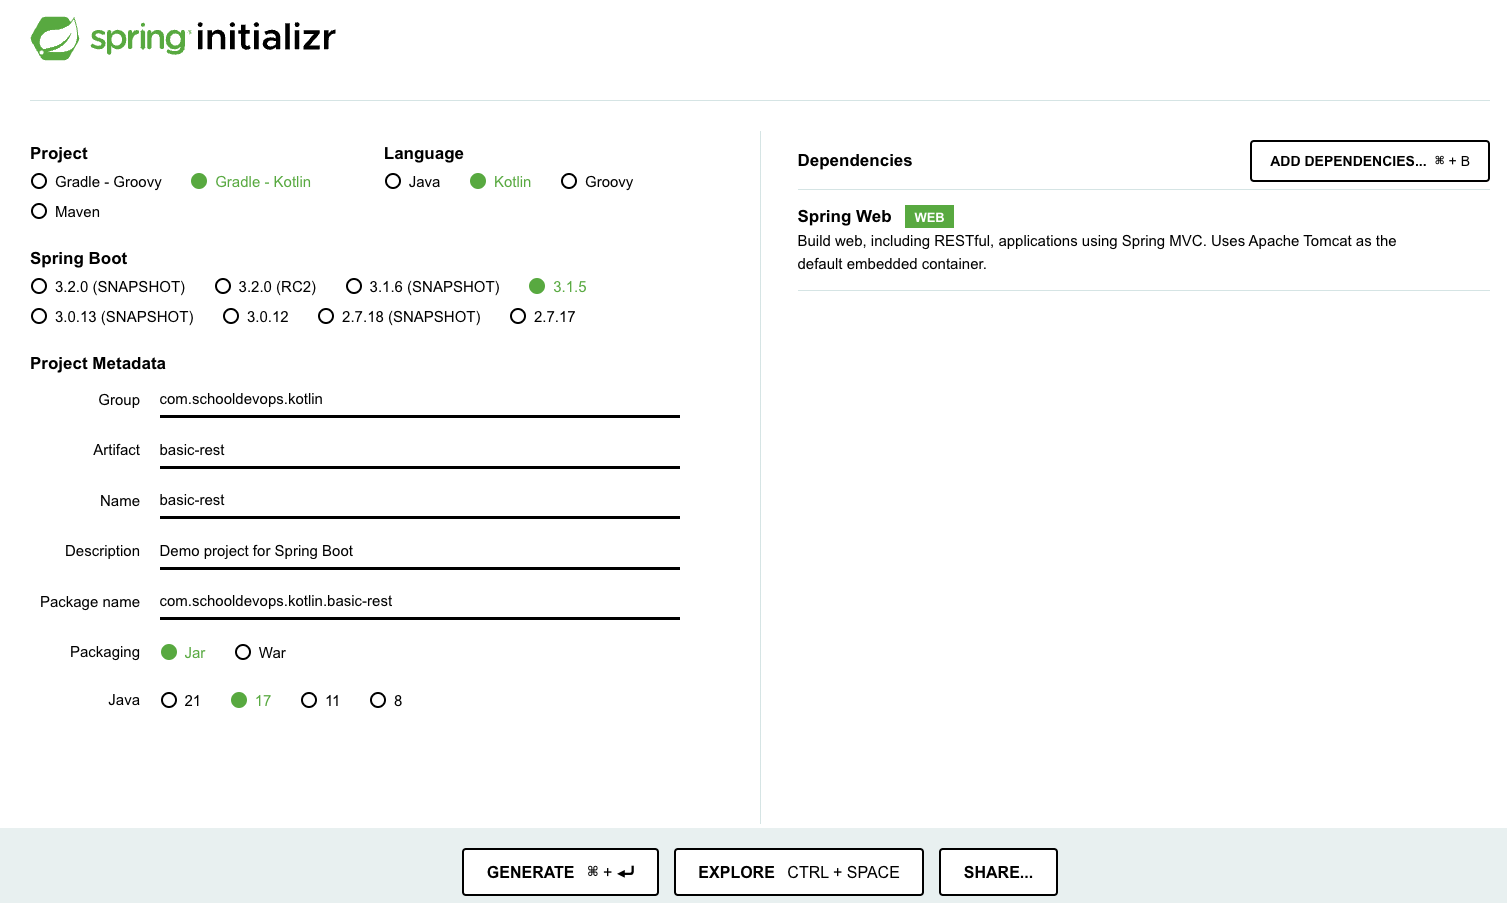 spring initializr
Project
Gradle - Groovy Gradle - Kotlin
Maven
Language
Java Kotlin Groovy
Spring Boot
3.2.0 (SNAPSHOT) 3.2.0 (RC2) 3.1.6 (SNAPSHOT) 3.1.5
3.0.13 (SNAPSHOT) 3.0.12 2.7.18 (SNAPSHOT) 2.7.17
Project Metadata
Group com.schooldevops.kotlin
Artifact basic-rest
Name basic-rest
Description Demo project for Spring Boot
Package name com.schooldevops.kotlin.basic-rest
Packaging Jar War
Java 21 17 11 8
Dependencies ADD DEPENDENCIES... ⌘ + B
Spring Web WEB
Build web, including RESTful, applications using Spring MVC. Uses Apache Tomcat as the
default embedded container.
GENERATE ⌘ + ⏎ EXPLORE CTRL + SPACE SHARE...